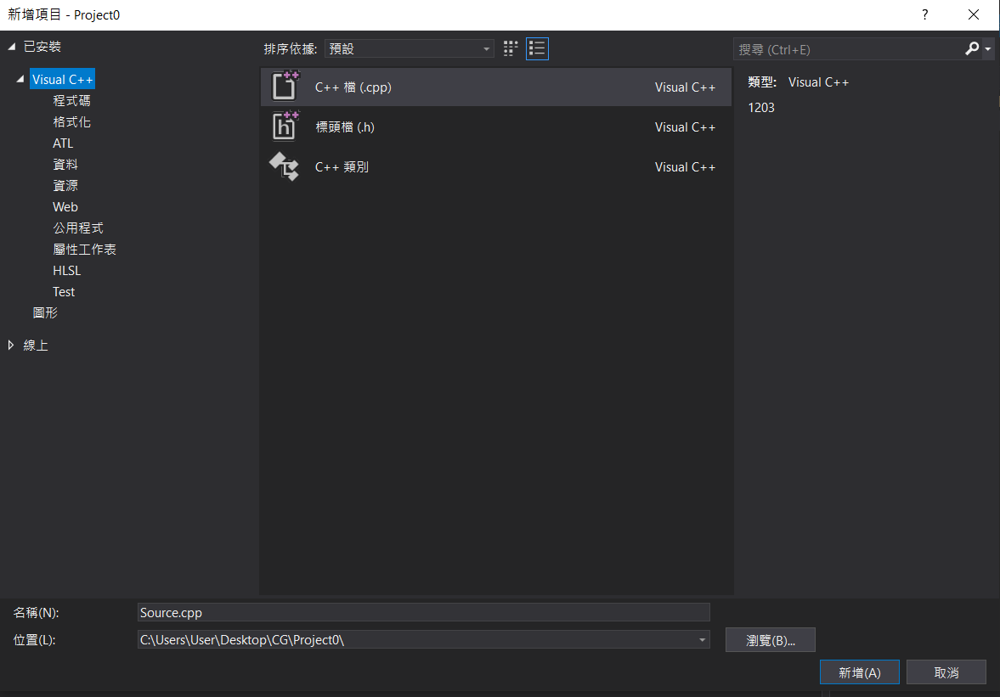 新增項目 - Project0
?
已安裝
Visual C++
程式碼
格式化
ATL
資料
資源
Web
公用程式
屬性工作表
HLSL
Test
圖形
線上
排序依據: 預設
C++ 檔 (.cpp) Visual C++
標頭檔 (.h) Visual C++
C++ 類別 Visual C++
搜尋 (Ctrl+E)
類型: Visual C++
1203
名稱(N): Source.cpp
位置(L): C:\Users\User\Desktop\CG\Project0\
瀏覽(B)...
新增(A) 取消